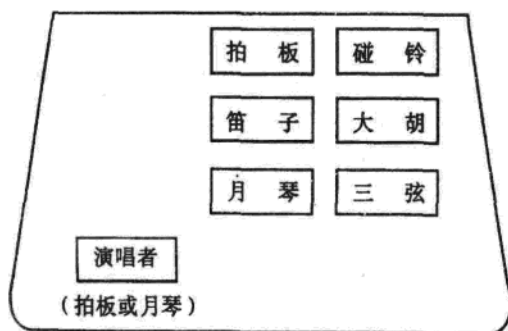 拍板 碰铃
笛子 大胡
月琴 三弦
演唱者
(拍板或月琴)